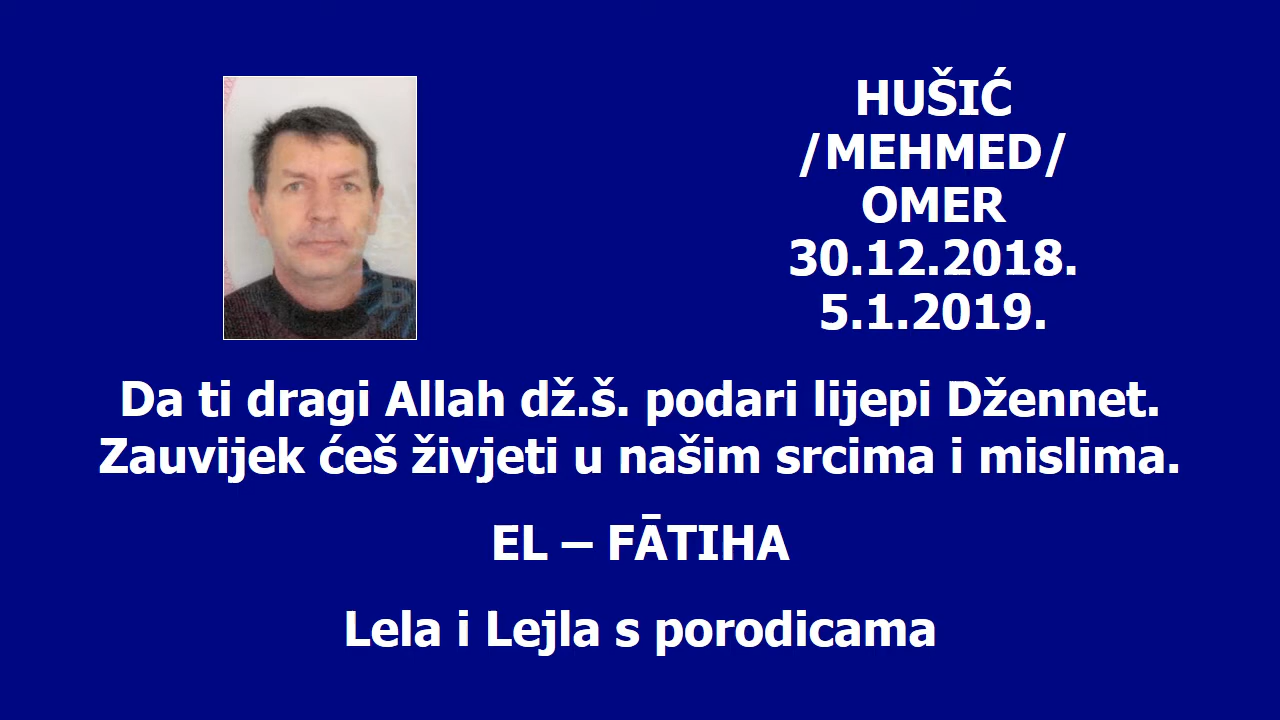 HUŠIĆ
/MEHMED/
OMER
30.12.2018.
5.1.2019.
Da ti dragi Allah dž.š. podari lijepi Džennet.
Zauvijek ćeš živjeti u našim srcima i mislima.
EL – FĀTIHA
Lela i Lejla s porodicama